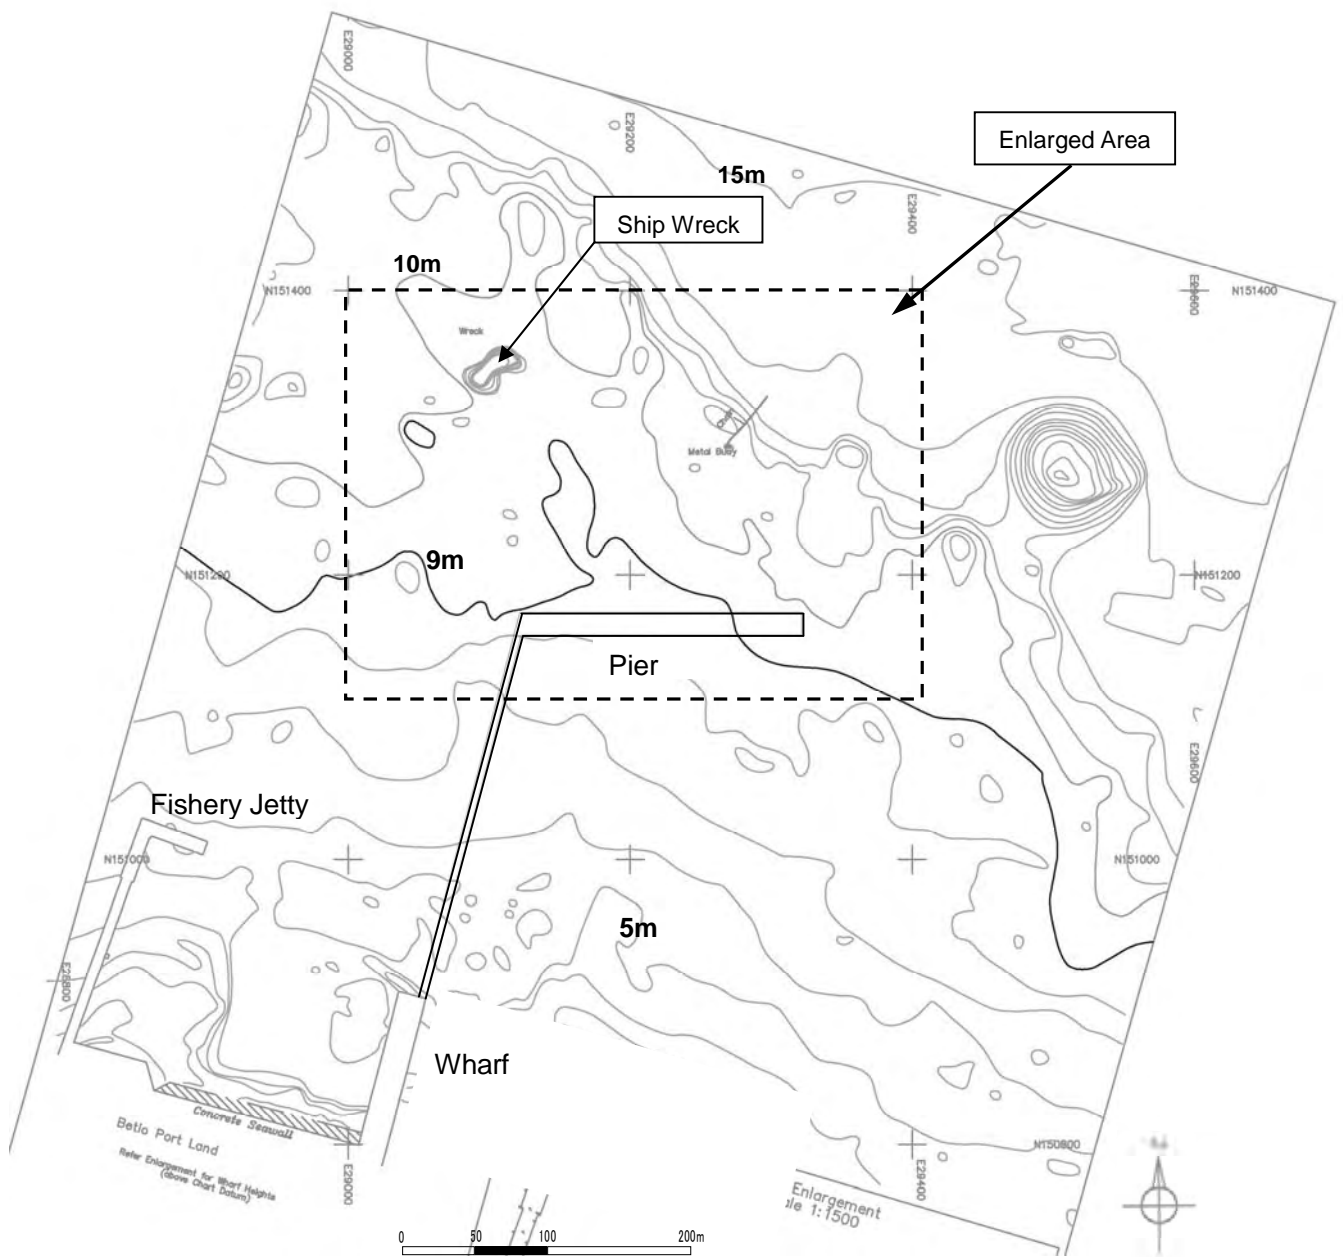 E29000
E29200
Enlarged Area
15m
E29400
Ship Wreck
10m
N151400
E29600
N151400
Wreck
Chain
Metal Buoy
9m
N151200
N151200
Pier
E29600
Fishery Jetty
N151000
N151000
5m
E28800
Wharf
Concrete Seawall
Betio Port Land
Refer Enlargement for Wharf Heights
(above Chart Datum)
E29000
N150800
E29400
Enlargement
1:1500
0 50 100 200m